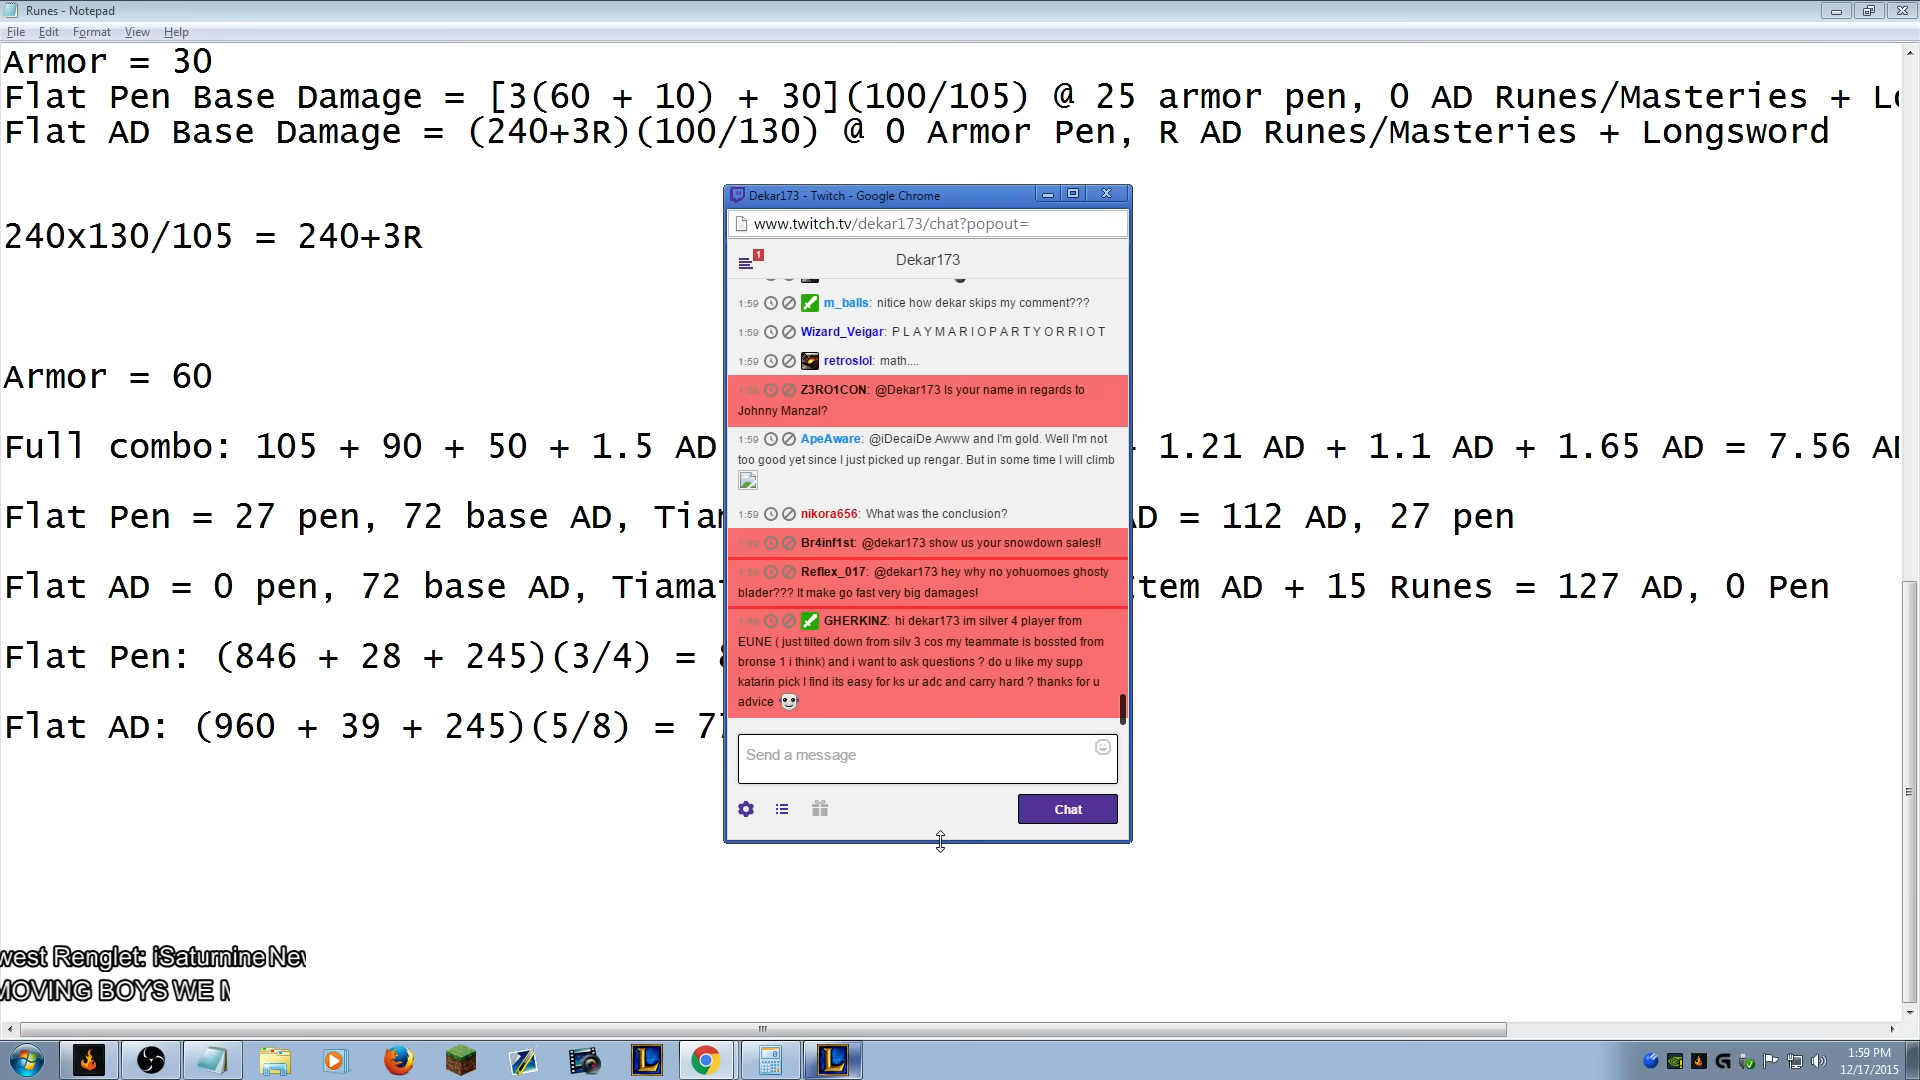 Runes - Notepad
File Edit Format View Help
Armor = 30
Flat Pen Base Damage = [3(60 + 10) + 30](100/105) @ 25 armor pen, 0 AD Runes/Masteries +
Flat AD Base Damage = (240+3R)(100/130) @ 0 Armor Pen, R AD Runes/Masteries + Longsword
240x130/105 = 240+3R
Armor = 60
Full combo: 105 + 90 + 50 + 1.5 AD
1.21 AD + 1.1 AD + 1.65 AD = 7.56
Flat Pen = 27 pen, 72 base AD,
= 112 AD, 27 pen
Flat AD = 0 pen, 72 base AD,
AD + 15 Runes = 127 AD, 0 Pen
Flat Pen: (846 + 28 + 245)(3/4) =
Flat AD: (960 + 39 + 245)(5/8) =
Dekar173 - Twitch - Google Chrome
www.twitch.tv/dekar173/chat?popout=
1
Dekar173
1:59 m_balls: nitice how dekar skips my comment???
1:59 Wizard_Veigar: P L A Y M A R I O P A R T Y O R R I O T
1:59 retroslol: math....
1:59 Z3RO1CON: @Dekar173 Is your name in regards to
Johnny Manzal?
1:59 ApeAware: @iDecaiDe Awww and I'm gold. Well I'm not
too good yet since I just picked up rengar. But in some time I will climb
1:59 nikora656: What was the conclusion?
1:59 Br4inf1st: @dekar173 show us your snowdown sales!!
1:59 Reflex_017: @dekar173 hey why no yohuomoes ghosty
blader??? It make go fast very big damages!
1:59 GHERKINZ: hi dekar173 im silver 4 player from
EUNE ( just tilted down from silv 3 cos my teammate is bossted from
bronse 1 i think) and i want to ask questions ? do u like my supp
katarin pick I find its easy for ks ur adc and carry hard ? thanks for u
advice
Send a message
Chat
Renglet: iSaturnine
BOYS WE
1:59 PM
12/17/2015